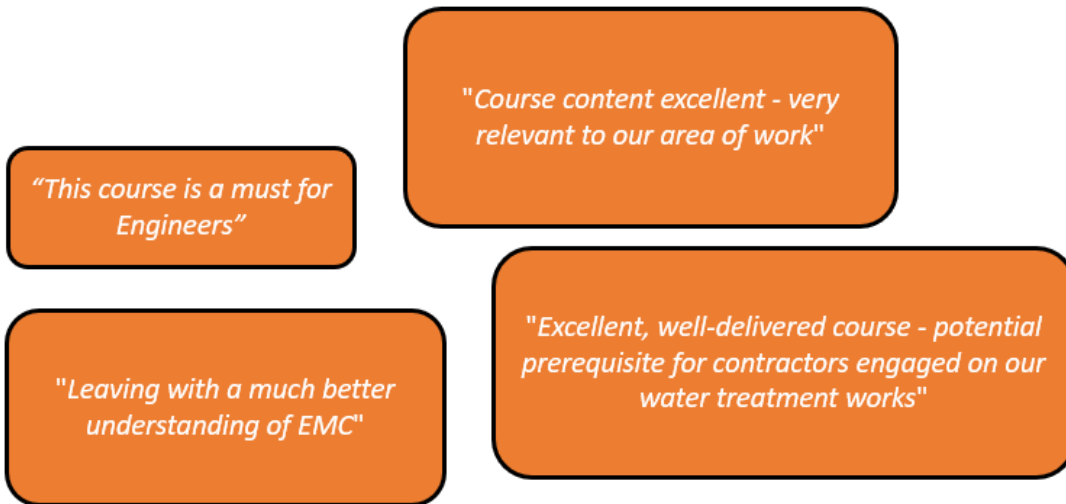 "Course content excellent - very
relevant to our area of work"
“This course is a must for
Engineers”
"Excellent, well-delivered course - potential
prerequisite for contractors engaged on our
water treatment works"
"Leaving with a much better
understanding of EMC"